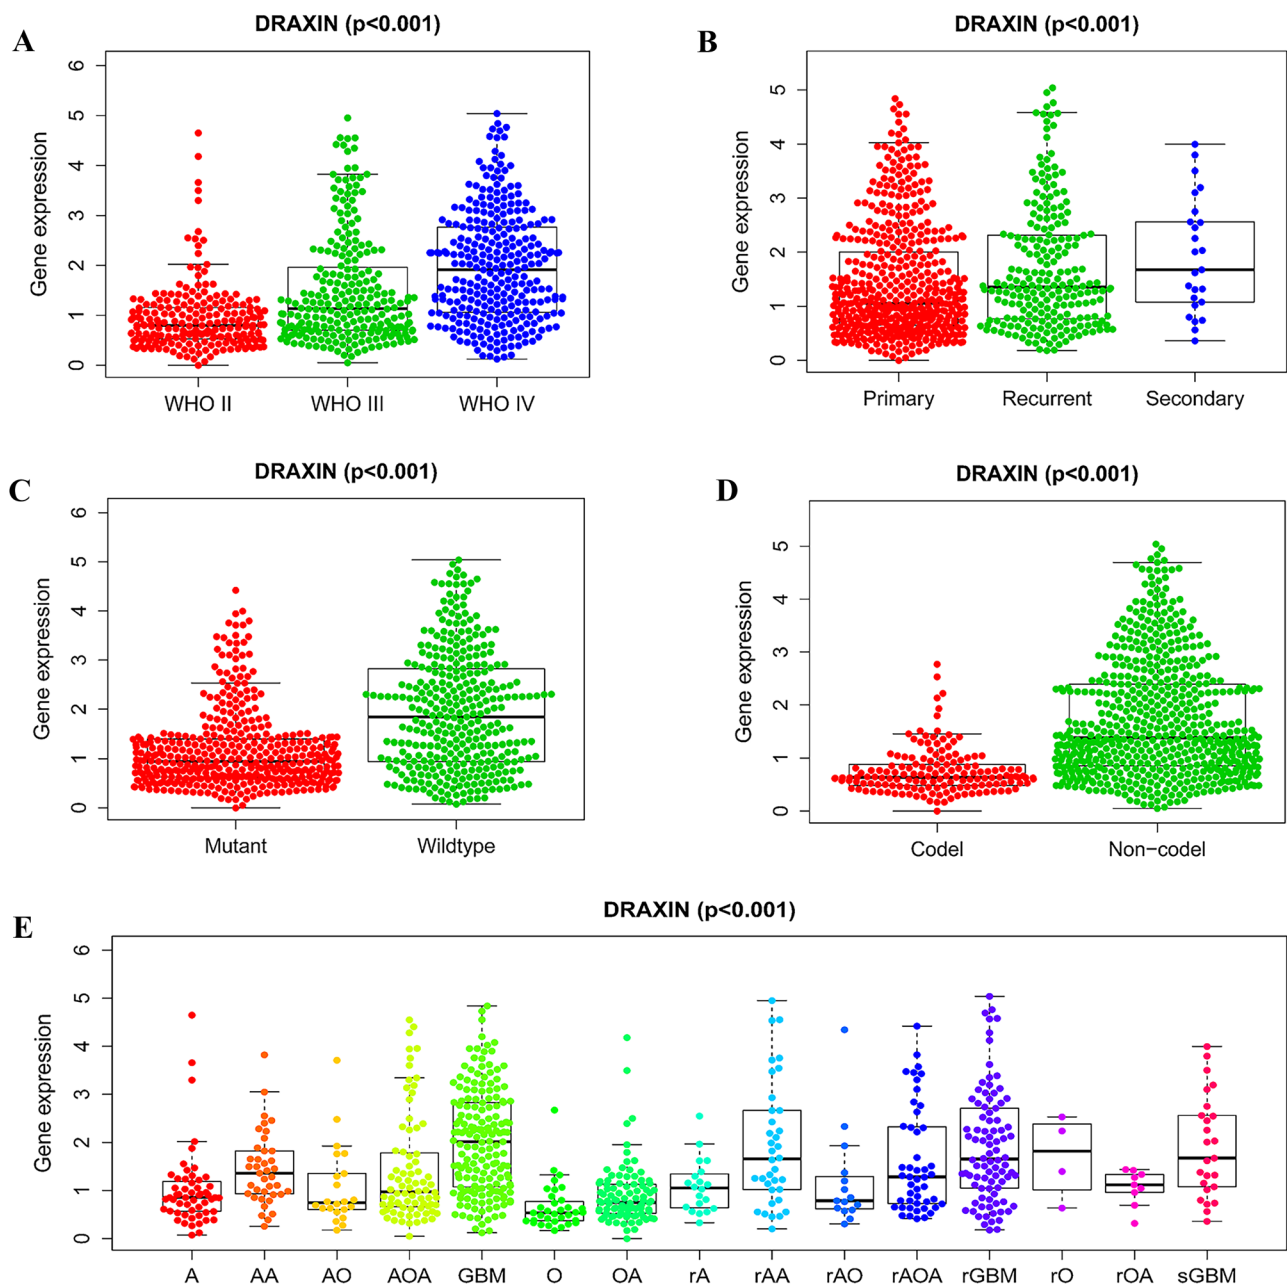 A
DRAXIN (p<0.001)
Gene expression
6
5
4
3
2
1
0
WHO II
WHO III
WHO IV
B
DRAXIN (p<0.001)
Gene expression
5
4
3
2
1
0
Primary
Recurrent
Secondary
C
DRAXIN (p<0.001)
Gene expression
6
5
4
3
2
1
0
Mutant
Wildtype
D
DRAXIN (p<0.001)
Gene expression
5
4
3
2
1
0
Codel
Non−codel
E
DRAXIN (p<0.001)
Gene expression
6
5
4
3
2
1
0
A
AA
AO
AOA
GBM
O
OA
rA
rAA
rAO
rAOA
rGBM
rO
rOA
sGBM